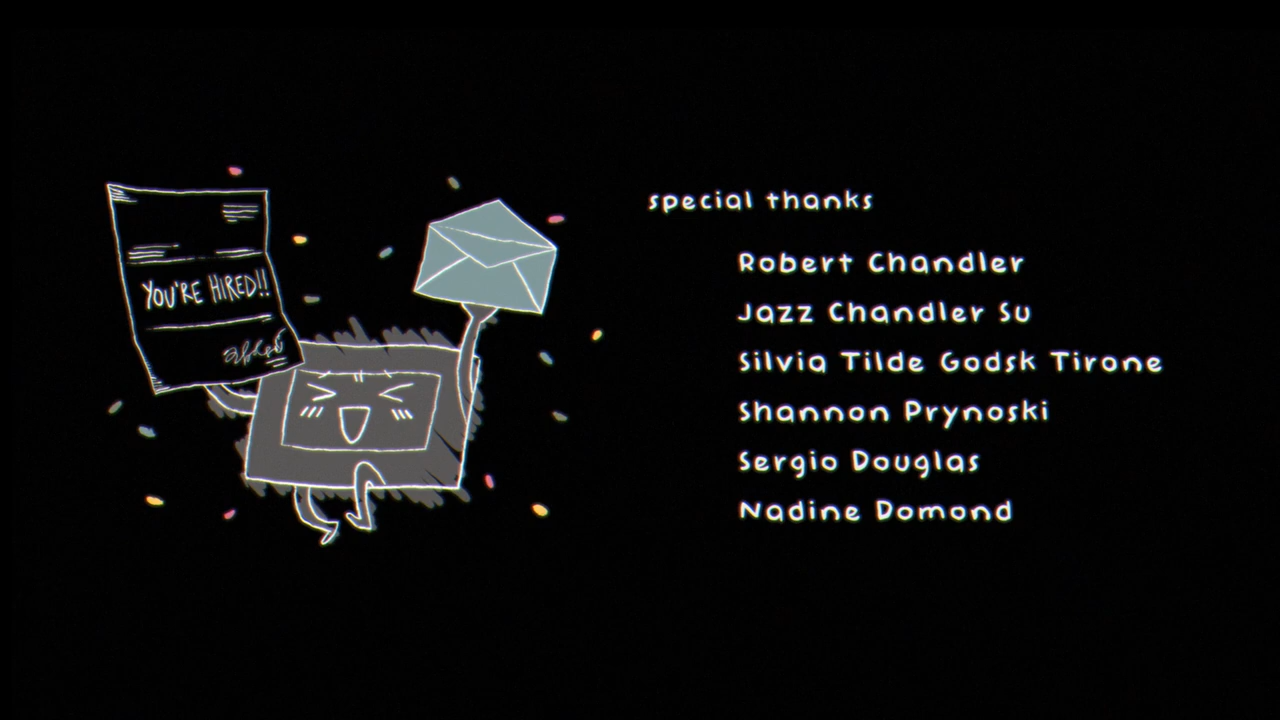 YOU'RE HIRED!!
special thanks
Robert Chandler
Jazz Chandler Su
Silvia Tilde Godsk Tirone
Shannon Prynoski
Sergio Douglas
Nadine Domond